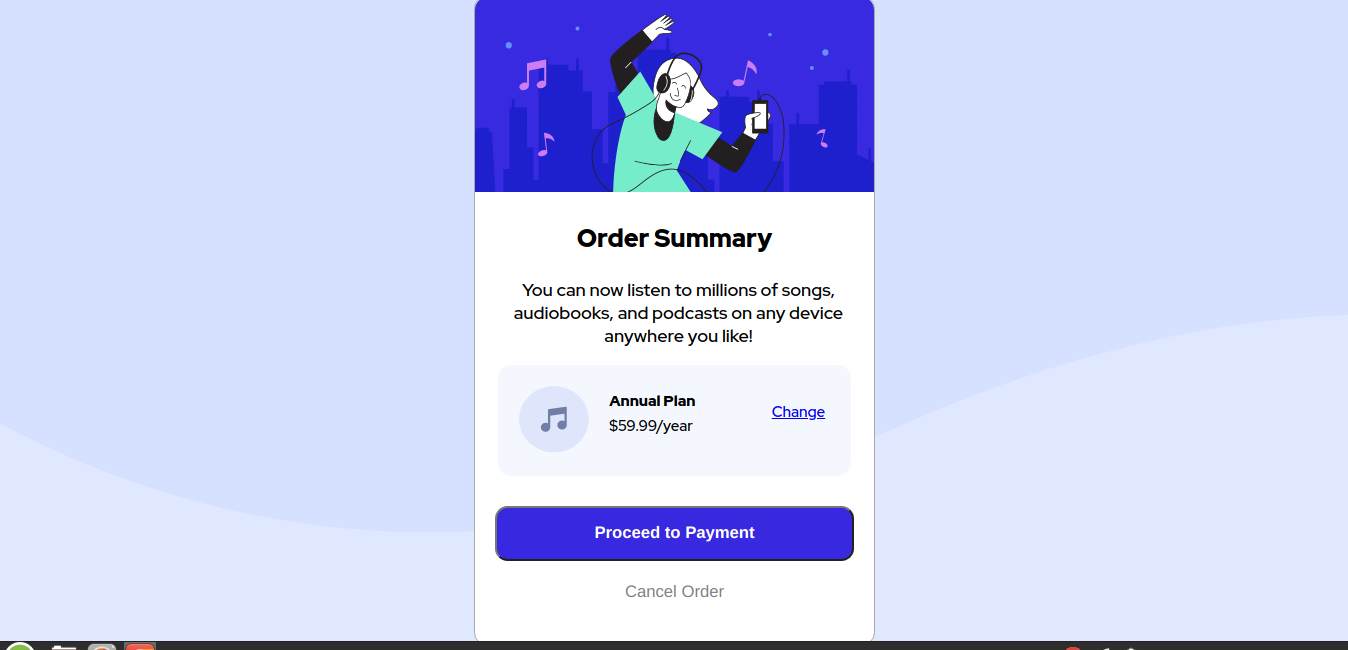 Order Summary
You can now listen to millions of songs,
audiobooks, and podcasts on any device
anywhere you like!
Annual Plan
$59.99/year
Change
Proceed to Payment
Cancel Order